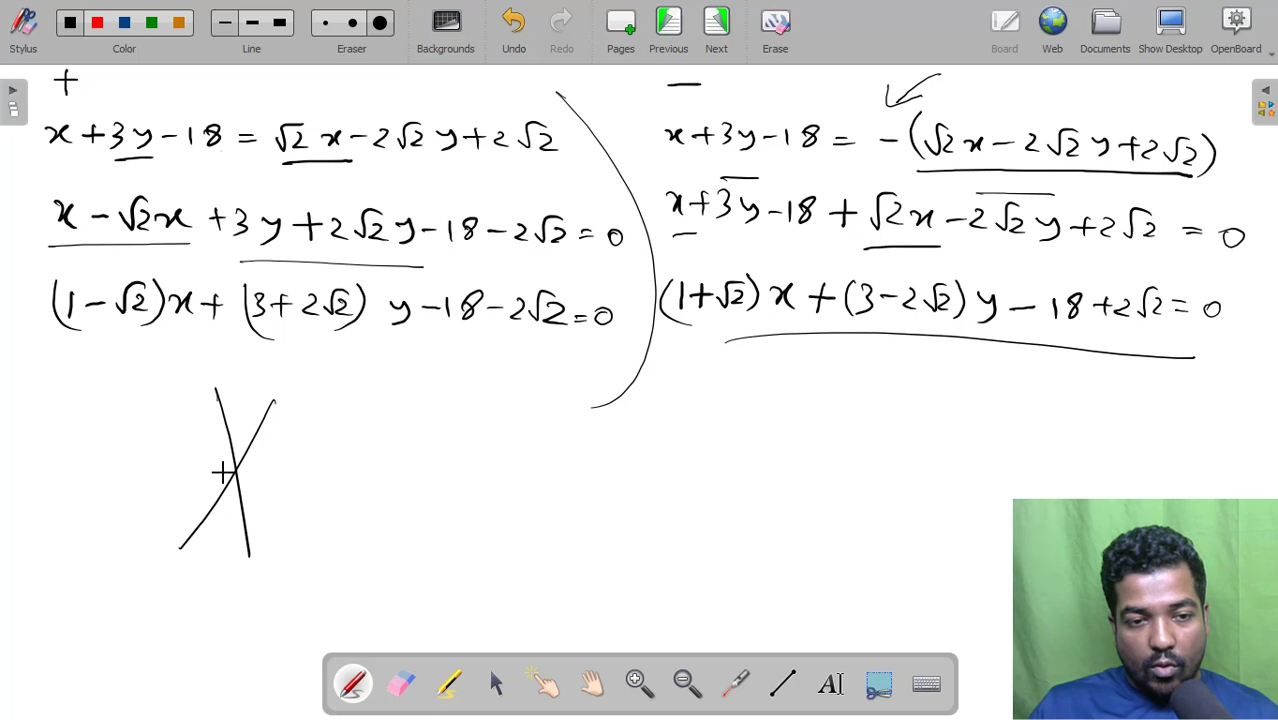 Stylus
Color
Line
Eraser
Backgrounds
Undo
Redo
Pages
Previous
Next
Erase
Board
Web
Documents
Show Desktop
OpenBoard
+
x + 3y - 18 = √2 x - 2√2 y + 2√2
x - √2x + 3y + 2√2y - 18 - 2√2 = 0
(1 - √2)x + (3 + 2√2) y - 18 - 2√2 = 0
−
x + 3y - 18 = - (√2x - 2√2 y + 2√2)
x + 3y - 18 + √2x - 2√2y + 2√2 = 0
(1+√2) x + (3 - 2√2) y - 18 + 2√2 = 0